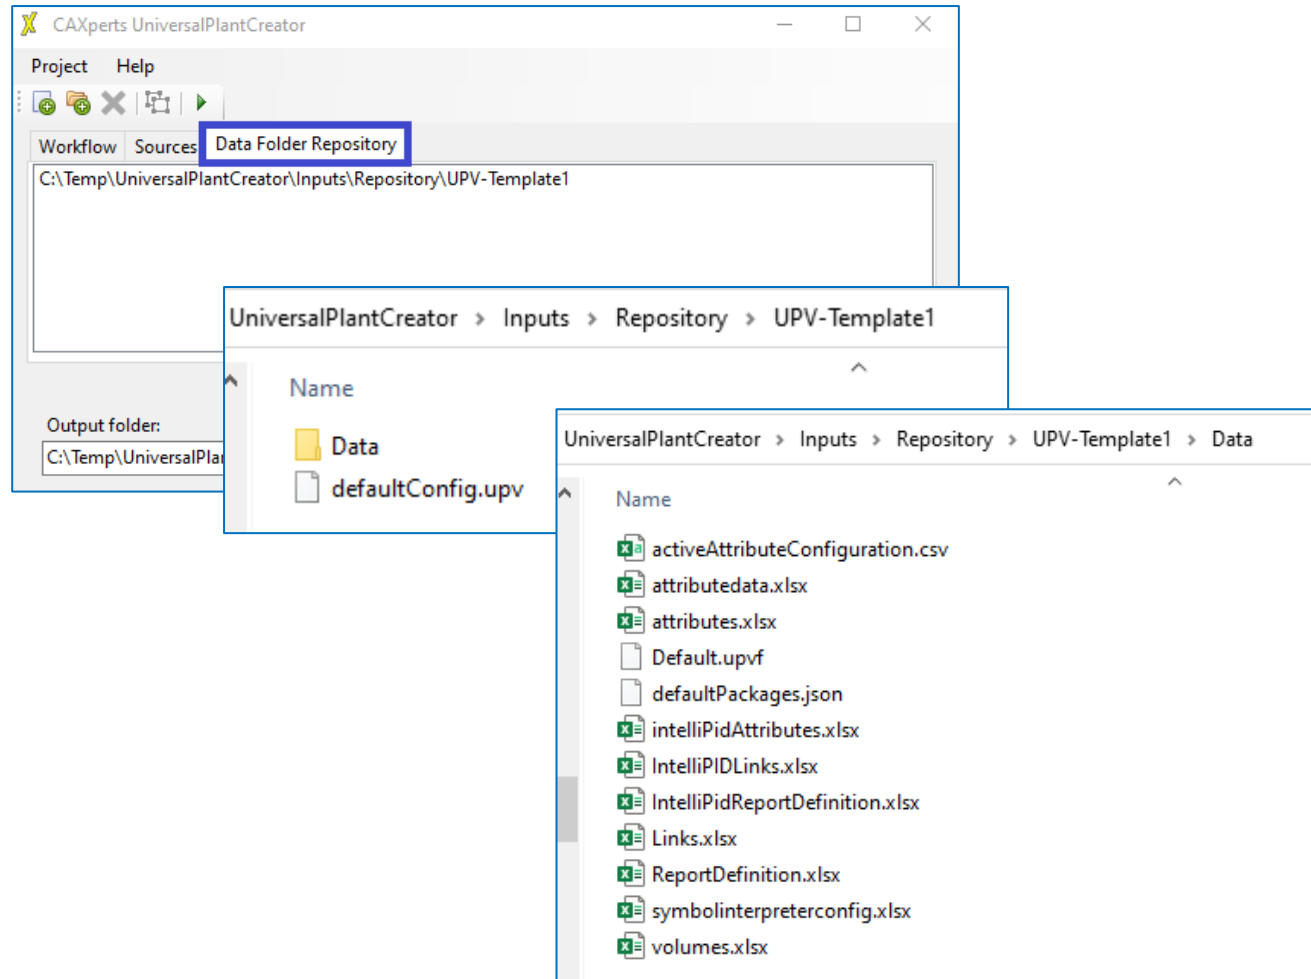 CAXperts UniversalPlantCreator
Project Help
Workflow Sources Data Folder Repository
C:\Temp\UniversalPlantCreator\Inputs\Repository\UPV-Template1
Output folder:
C:\Temp\UniversalPla
UniversalPlantCreator > Inputs > Repository > UPV-Template1
Name
Data
defaultConfig.upv
UniversalPlantCreator > Inputs > Repository > UPV-Template1 > Data
Name
activeAttributeConfiguration.csv
attributedata.xlsx
attributes.xlsx
Default.upvf
defaultPackages.json
intelliPidAttributes.xlsx
IntelliPIDLinks.xlsx
IntelliPidReportDefinition.xlsx
Links.xlsx
ReportDefinition.xlsx
symbolinterpreterconfig.xlsx
volumes.xlsx